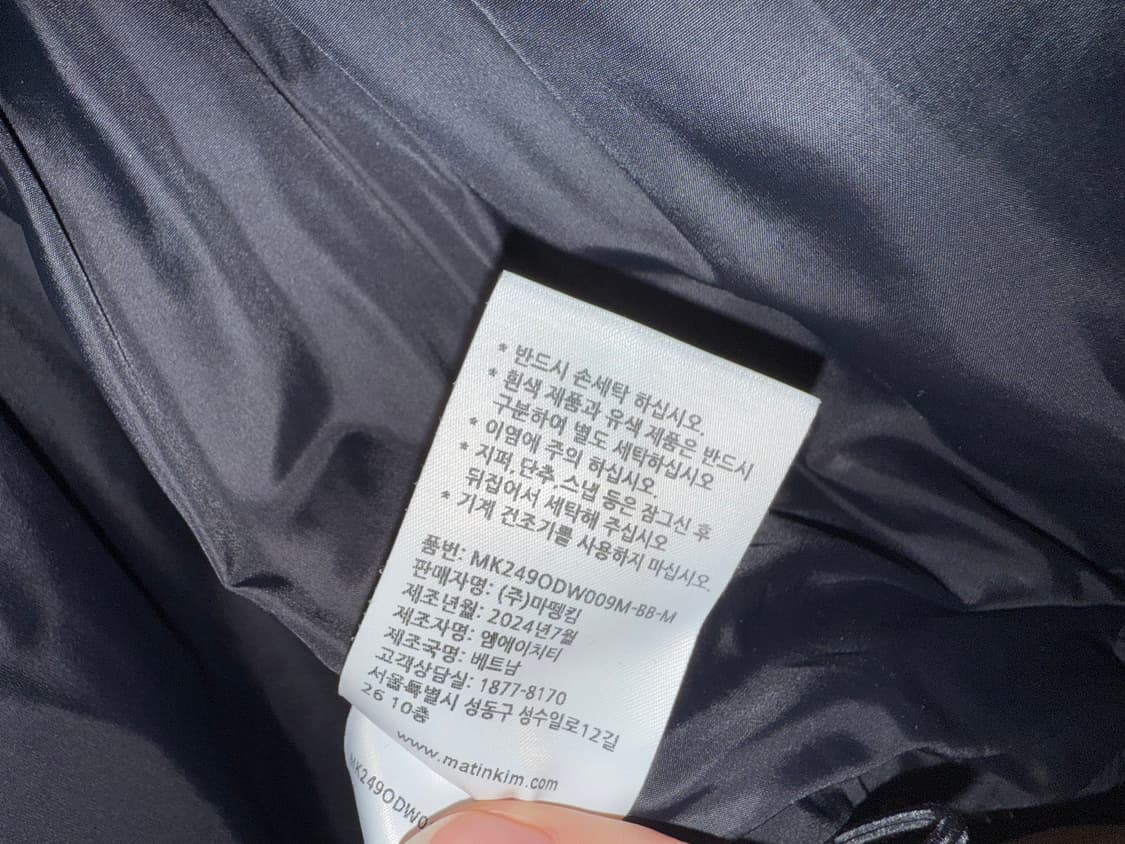 * 반드시 손세탁 하십시오.
* 흰색 제품과 유색 제품은 반드시
구분하여 별도 세탁하십시오
* 이염에 주의 하십시오.
* 지퍼, 단추, 스냅 등은 잠그신 후
뒤집어서 세탁해 주십시오
* 기계 건조기를 사용하지 마십시오.
품번: MK249ODW009M-BB-M
판매자명: (주)마뗑킴
제조년월: 2024년7월
제조자명: 엠에이치티
제조국명: 베트남
고객상담실: 1877-8170
서울특별시 성동구 성수일로12길
26 10층
www.matinkim.com
MK249ODW0